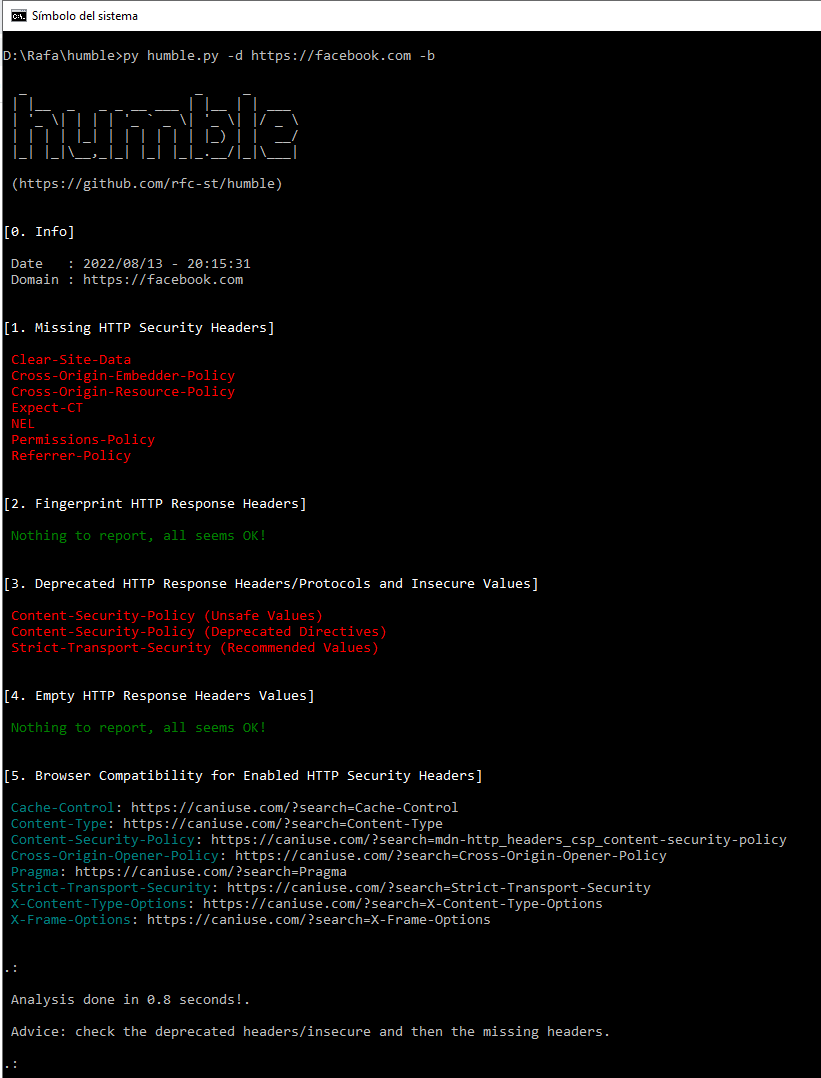 Símbolo del sistema
D:\Rafa\humble>py humble.py -d https://facebook.com -b
humble
(https://github.com/rfc-st/humble)
[0. Info]
Date   : 2022/08/13 - 20:15:31
Domain : https://facebook.com
[1. Missing HTTP Security Headers]
Clear-Site-Data
Cross-Origin-Embedder-Policy
Cross-Origin-Resource-Policy
Expect-CT
NEL
Permissions-Policy
Referrer-Policy
[2. Fingerprint HTTP Response Headers]
Nothing to report, all seems OK!
[3. Deprecated HTTP Response Headers/Protocols and Insecure Values]
Content-Security-Policy (Unsafe Values)
Content-Security-Policy (Deprecated Directives)
Strict-Transport-Security (Recommended Values)
[4. Empty HTTP Response Headers Values]
Nothing to report, all seems OK!
[5. Browser Compatibility for Enabled HTTP Security Headers]
Cache-Control: https://caniuse.com/?search=Cache-Control
Content-Type: https://caniuse.com/?search=Content-Type
Content-Security-Policy: https://caniuse.com/?search=mdn-http_headers_csp_content-security-policy
Cross-Origin-Opener-Policy: https://caniuse.com/?search=Cross-Origin-Opener-Policy
Pragma: https://caniuse.com/?search=Pragma
Strict-Transport-Security: https://caniuse.com/?search=Strict-Transport-Security
X-Content-Type-Options: https://caniuse.com/?search=X-Content-Type-Options
X-Frame-Options: https://caniuse.com/?search=X-Frame-Options
.:
Analysis done in 0.8 seconds!.
Advice: check the deprecated headers/insecure and then the missing headers.
.: